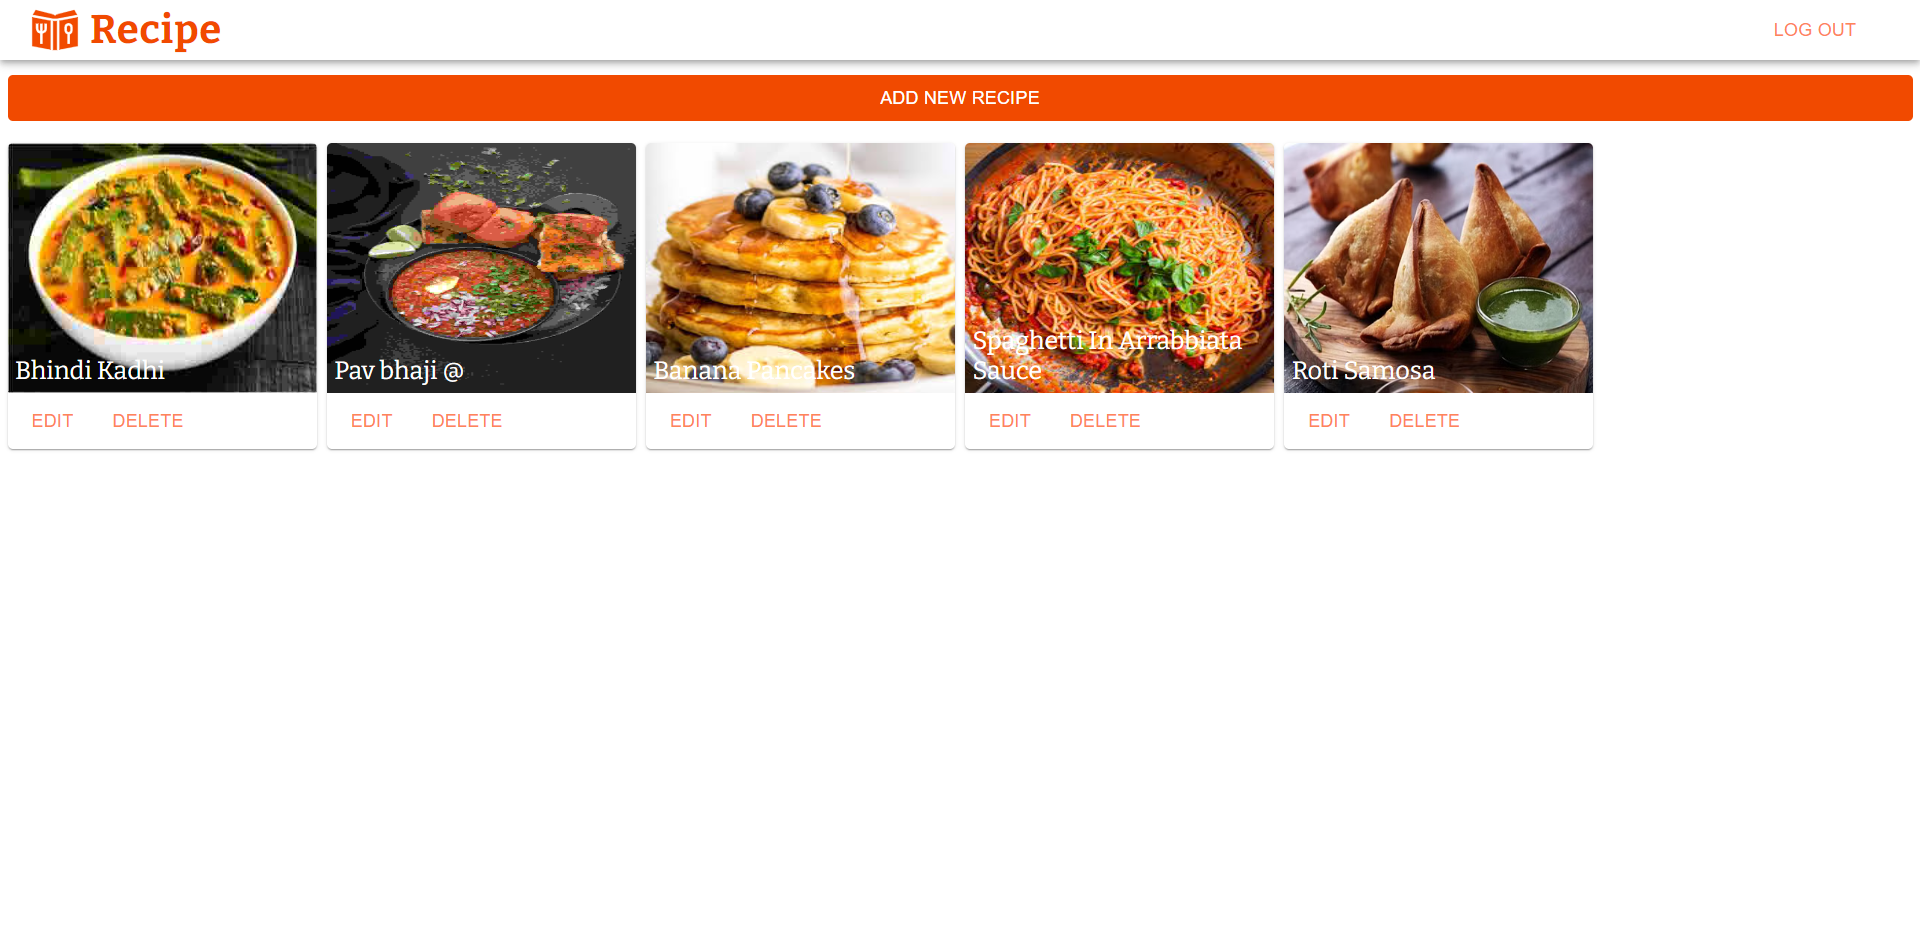 Recipe
LOG OUT
ADD NEW RECIPE
Bhindi Kadhi
EDIT DELETE
Pav bhaji @
EDIT DELETE
Banana Pancakes
EDIT DELETE
Spaghetti In Arrabbiata
Sauce
EDIT DELETE
Roti Samosa
EDIT DELETE